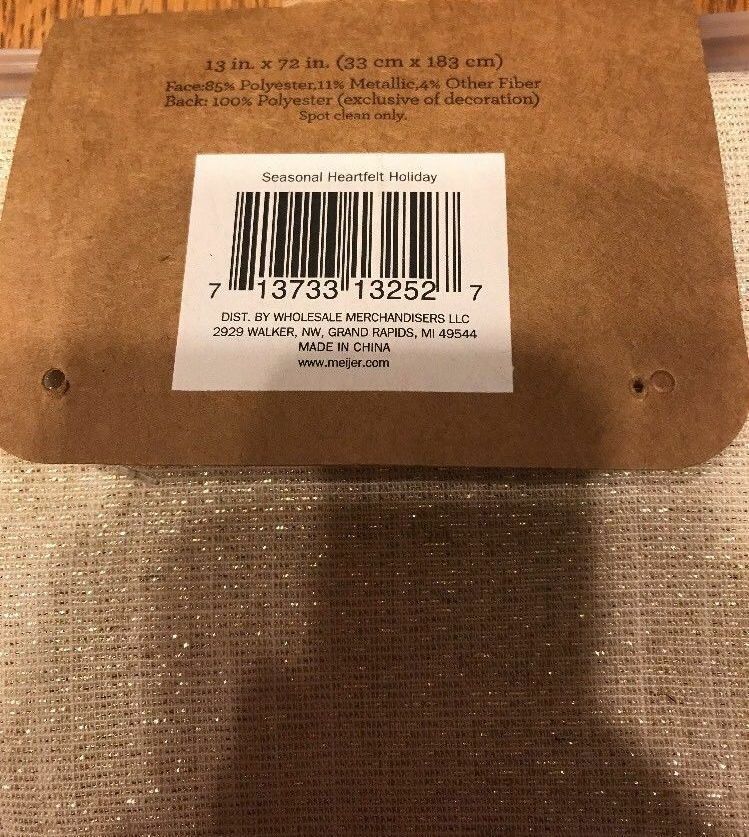 13 in. x 72 in. (33 cm x 183 cm)
Face:85% Polyester,11% Metallic,4% Other Fiber
Back: 100% Polyester (exclusive of decoration)
Spot clean only.
Seasonal Heartfelt Holiday
7 13733 13252 7
DIST. BY WHOLESALE MERCHANDISERS LLC
2929 WALKER, NW, GRAND RAPIDS, MI 49544
MADE IN CHINA
www.meijer.com